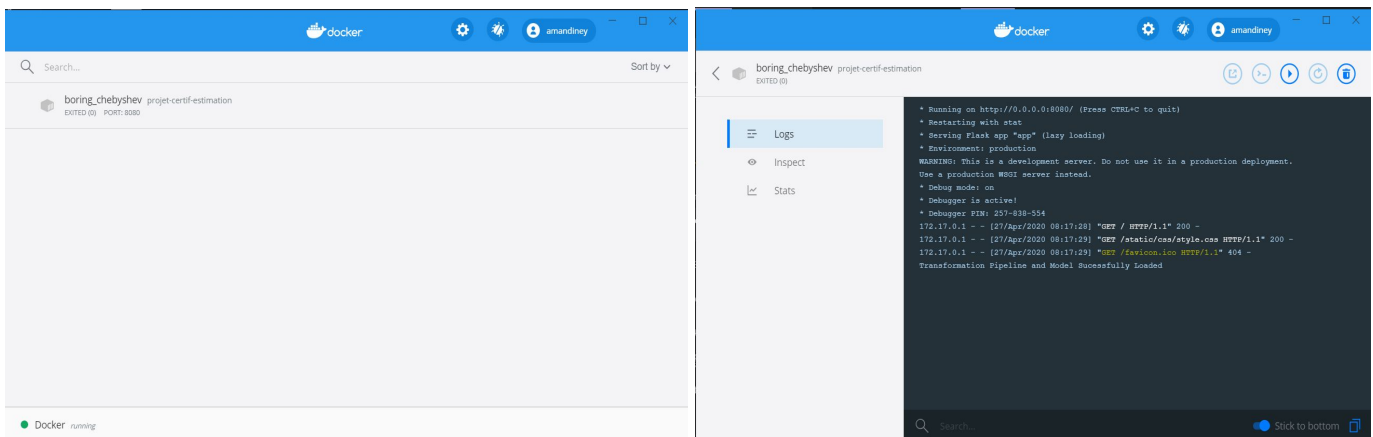 docker
amandiney
Search...
Sort by
boring_chebyshev projet-certif-estimation
EXITED (0) PORT: 8080
Docker running
docker
amandiney
boring_chebyshev projet-certif-estimation
EXITED (0)
Logs
Inspect
Stats
* Running on http://0.0.0.0:8080/ (Press CTRL+C to quit)
* Restarting with stat
* Serving Flask app "app" (lazy loading)
* Environment: production
WARNING: This is a development server. Do not use it in a production deployment.
Use a production WSGI server instead.
* Debug mode: on
* Debugger is active!
* Debugger PIN: 257-838-554
172.17.0.1 - - [27/Apr/2020 08:17:28] "GET / HTTP/1.1" 200 -
172.17.0.1 - - [27/Apr/2020 08:17:29] "GET /static/css/style.css HTTP/1.1" 200 -
172.17.0.1 - - [27/Apr/2020 08:17:29] "GET /favicon.ico HTTP/1.1" 404 -
Transformation Pipeline and Model Sucessfully Loaded
Search...
Stick to bottom